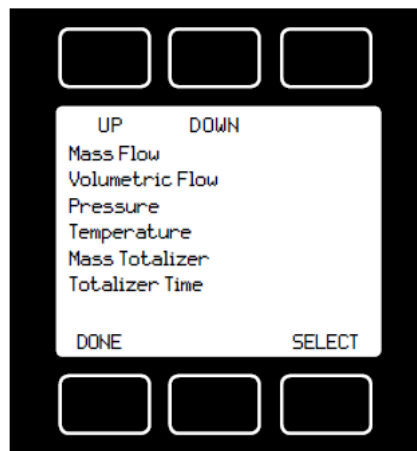 UP DOWN
Mass Flow
Volumetric Flow
Pressure
Temperature
Mass Totalizer
Totalizer Time
DONE SELECT